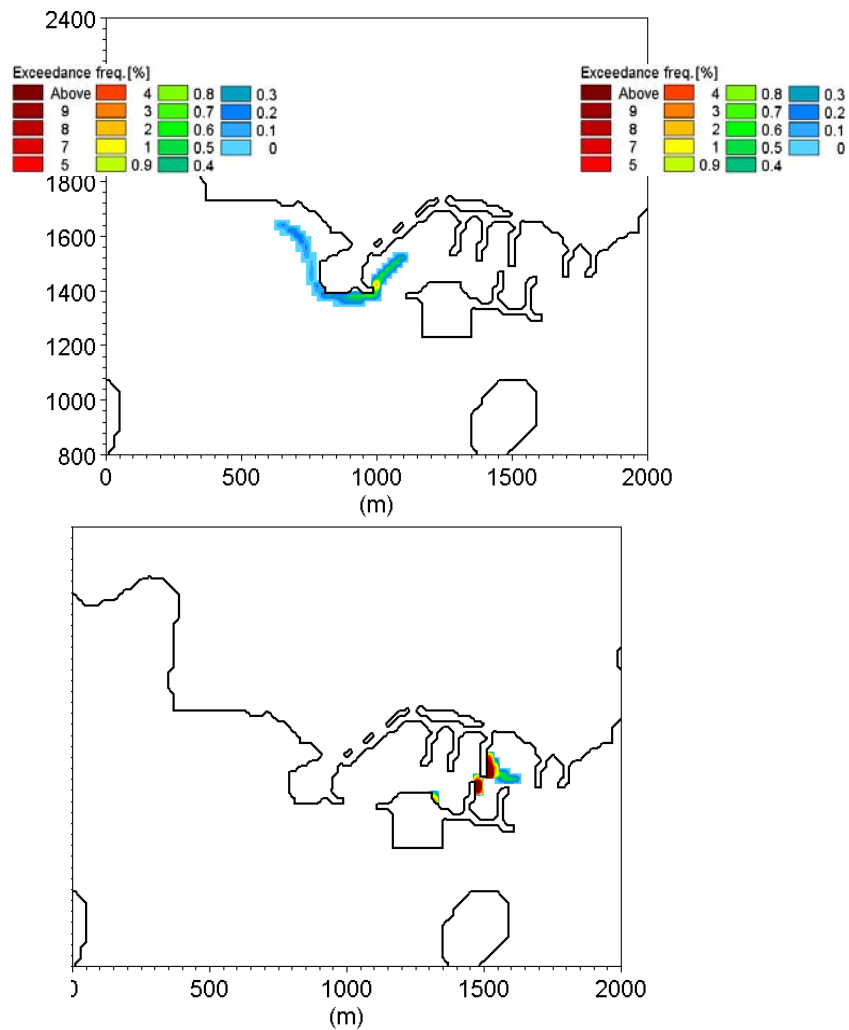 2400
Exceedance freq.[%] Exceedance freq.[%]
Above 4 0.8 0.3 Above 4 0.8 0.3
9 3 0.7 0.2 9 3 0.7 0.2
8 2 0.6 0.1 8 2 0.6 0.1
7 1 0.5 0 7 1 0.5 0
5 0.9 0.4 5 0.9 0.4
1800
1600
1400
1200
1000
800
0 500 1000 1500 2000
(m)
0 500 1000 1500 2000
(m)